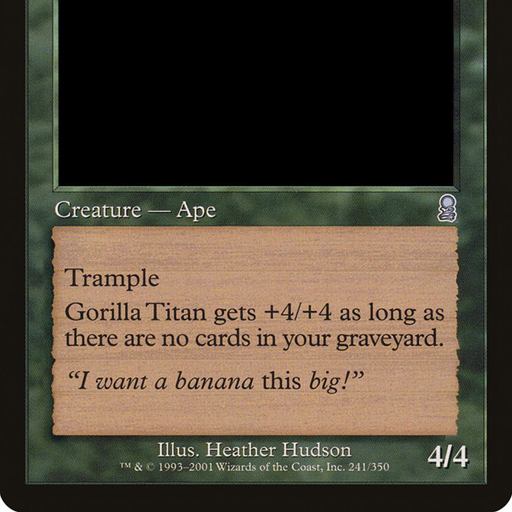 Creature — Ape
Trample
Gorilla Titan gets +4/+4 as long as
there are no cards in your graveyard.
“I want a banana this big!”
Illus. Heather Hudson
™ & © 1993–2001 Wizards of the Coast, Inc. 241/350
4/4